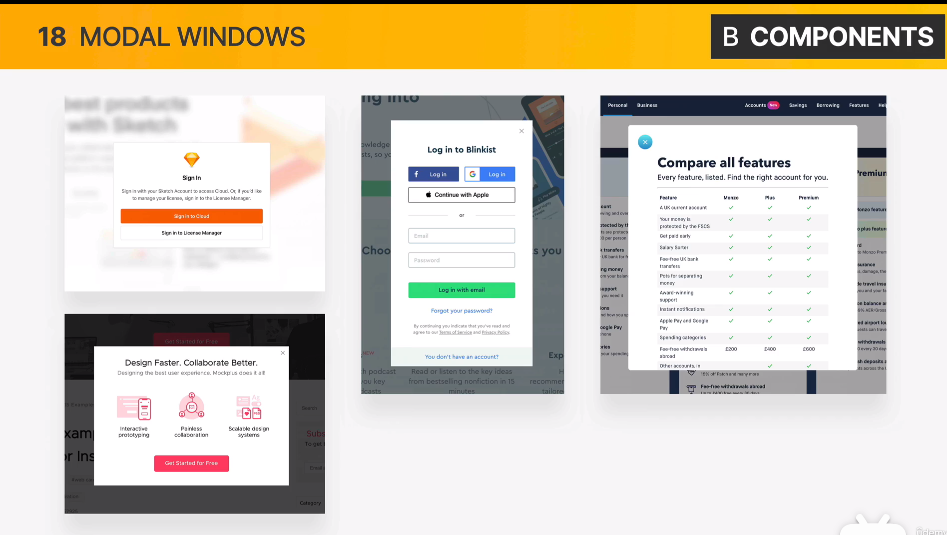 18 MODAL WINDOWS
B COMPONENTS
best products
with Sketch
Sign In
Sign in with your Sketch Account to access Cloud. Or, if you'd like
to manage your license, sign in to the License Manager.
Sign in to Cloud
Sign in to License Manager
Design Faster. Collaborate Better.
Designing the best user experience. Mockplus does it all!
Interactive
prototyping
Painless
collaboration
Scalable design
systems
Get Started for Free
Search
Category
Log in to Blinkist
Log in
Log in
Continue with Apple
or
Email
Password
Log in with email
Forgot your password?
By continuing you indicate that you've read and
agree to our Terms of Service and Privacy Policy.
You don't have an account?
Read or listen to the key ideas
from bestselling nonfiction in 15
minutes
Personal Business Accounts New Savings Borrowing Features Help
Compare all features
Every feature, listed. Find the right account for you.
Feature Monzo Plus Premium
A UK current account
Your money is
protected by the FSCS
Get paid early
Salary Sorter
Fee-free UK bank
transfers
Pots for separating
money
Award-winning
support
Instant notifications
Apple Pay and Google
Pay
Spending categories
Fee-free withdrawals £200 £400 £600
abroad
Other accounts, in
Fee-free withdrawals abroad
Udemy